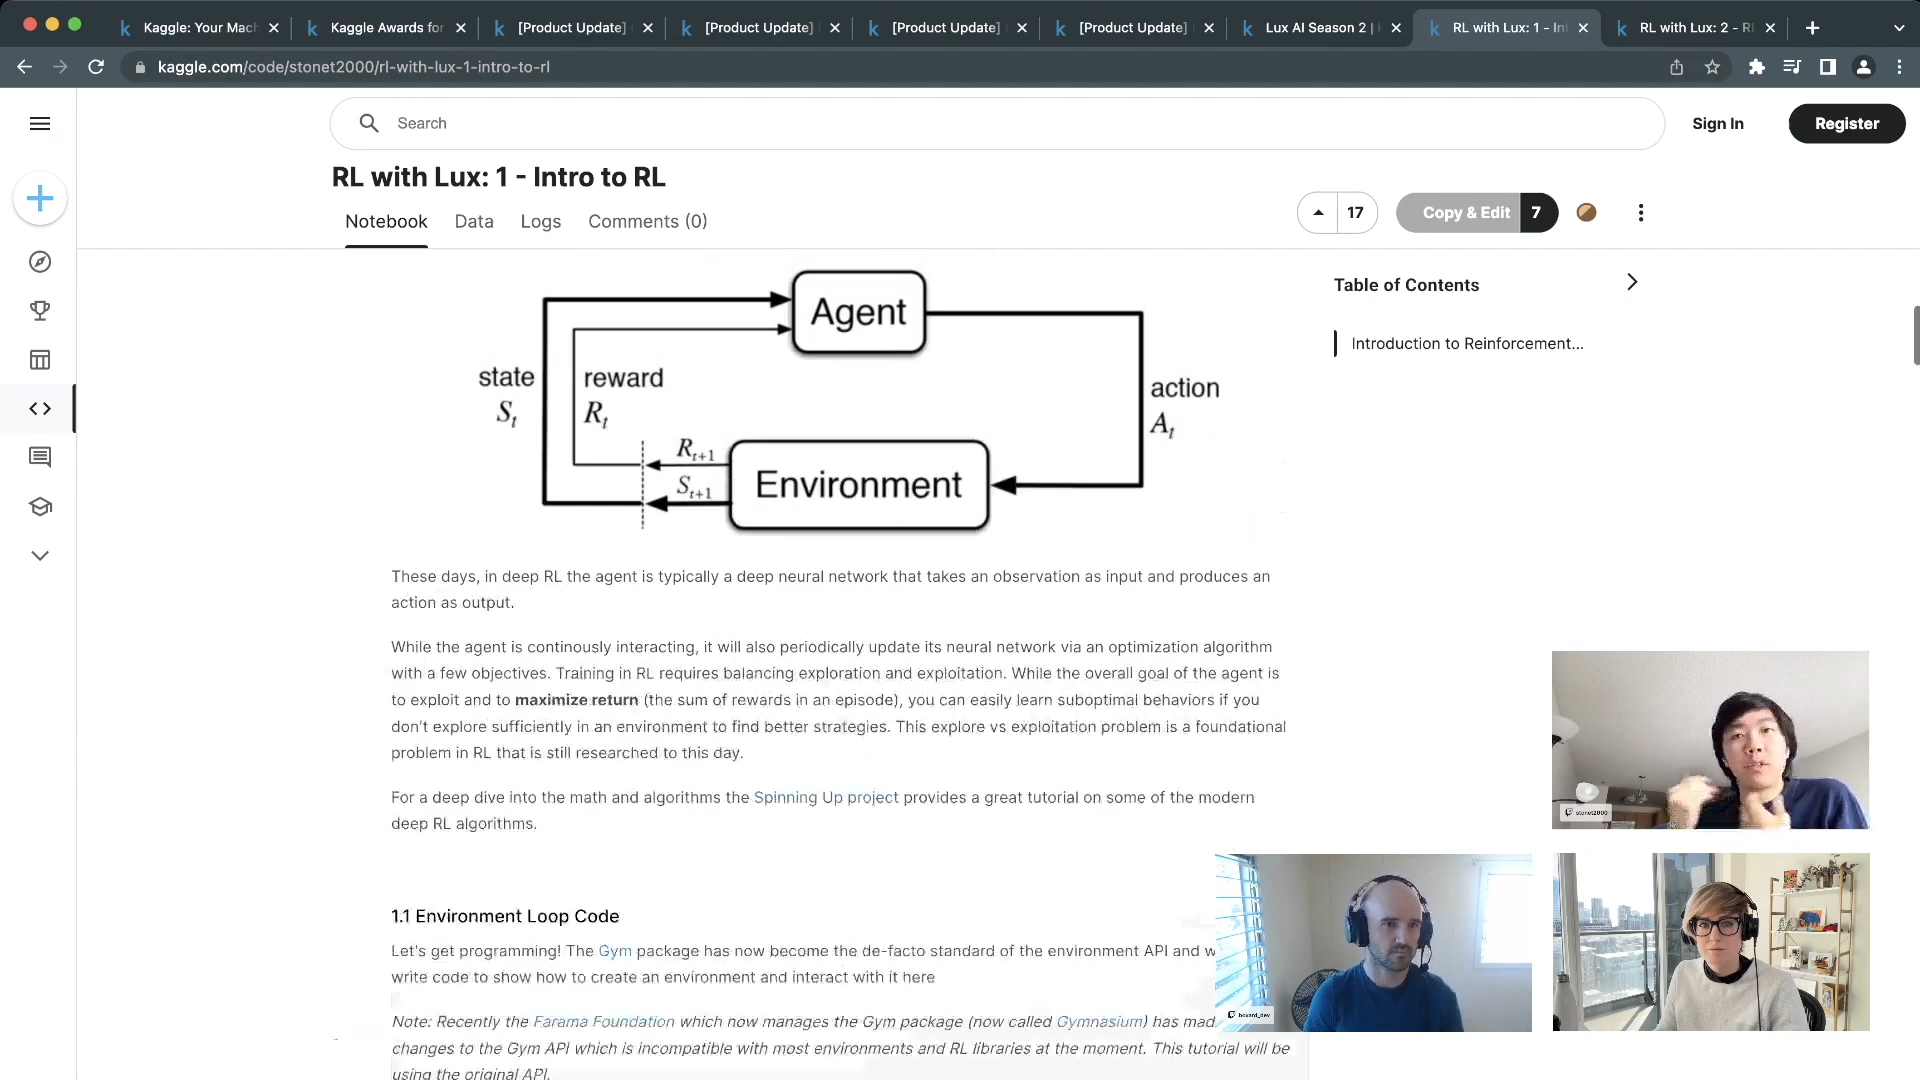 Kaggle: Your Mach
Kaggle Awards for
[Product Update]
[Product Update]
[Product Update]
[Product Update]
Lux AI Season 2 |
RL with Lux: 1 - Int
RL with Lux: 2 - RL
kaggle.com/code/stonet2000/rl-with-lux-1-intro-to-rl
Search
Sign In
Register
RL with Lux: 1 - Intro to RL
Notebook
Data
Logs
Comments (0)
17
Copy & Edit
7
Table of Contents
Introduction to Reinforcement...
Agent
state
St
reward
Rt
action
At
Rt+1
St+1
Environment
These days, in deep RL the agent is typically a deep neural network that takes an observation as input and produces an
action as output.
While the agent is continously interacting, it will also periodically update its neural network via an optimization algorithm
with a few objectives. Training in RL requires balancing exploration and exploitation. While the overall goal of the agent is
to exploit and to maximize return (the sum of rewards in an episode), you can easily learn suboptimal behaviors if you
don't explore sufficiently in an environment to find better strategies. This explore vs exploitation problem is a foundational
problem in RL that is still researched to this day.
For a deep dive into the math and algorithms the Spinning Up project provides a great tutorial on some of the modern
deep RL algorithms.
1.1 Environment Loop Code
Let's get programming! The Gym package has now become the de-facto standard of the environment API and w
write code to show how to create an environment and interact with it here
Note: Recently the Farama Foundation which now manages the Gym package (now called Gymnasium) has mad
changes to the Gym API which is incompatible with most environments and RL libraries at the moment. This tutorial will be
using the original API.
stonet2000
bovard_dev